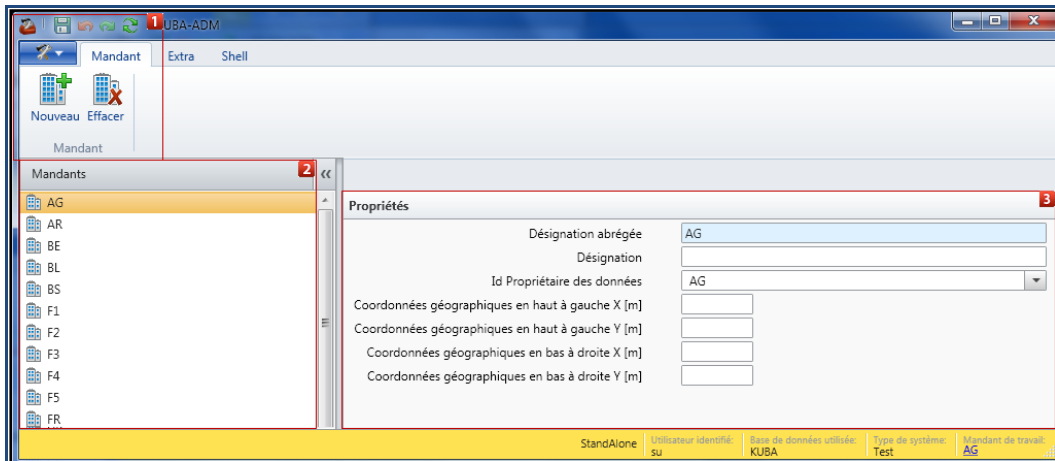 1 UBA-ADM
Mandant Extra Shell
Nouveau Effacer
Mandant
Mandants 2
AG
AR
BE
BL
BS
F1
F2
F3
F4
F5
FR
Propriétés 3
Désignation abrégée AG
Désignation
Id Propriétaire des données AG
Coordonnées géographiques en haut à gauche X [m]
Coordonnées géographiques en haut à gauche Y [m]
Coordonnées géographiques en bas à droite X [m]
Coordonnées géographiques en bas à droite Y [m]
StandAlone Utilisateur identifié: su Base de données utilisée: KUBA Type de système: Test Mandant de travail: AG